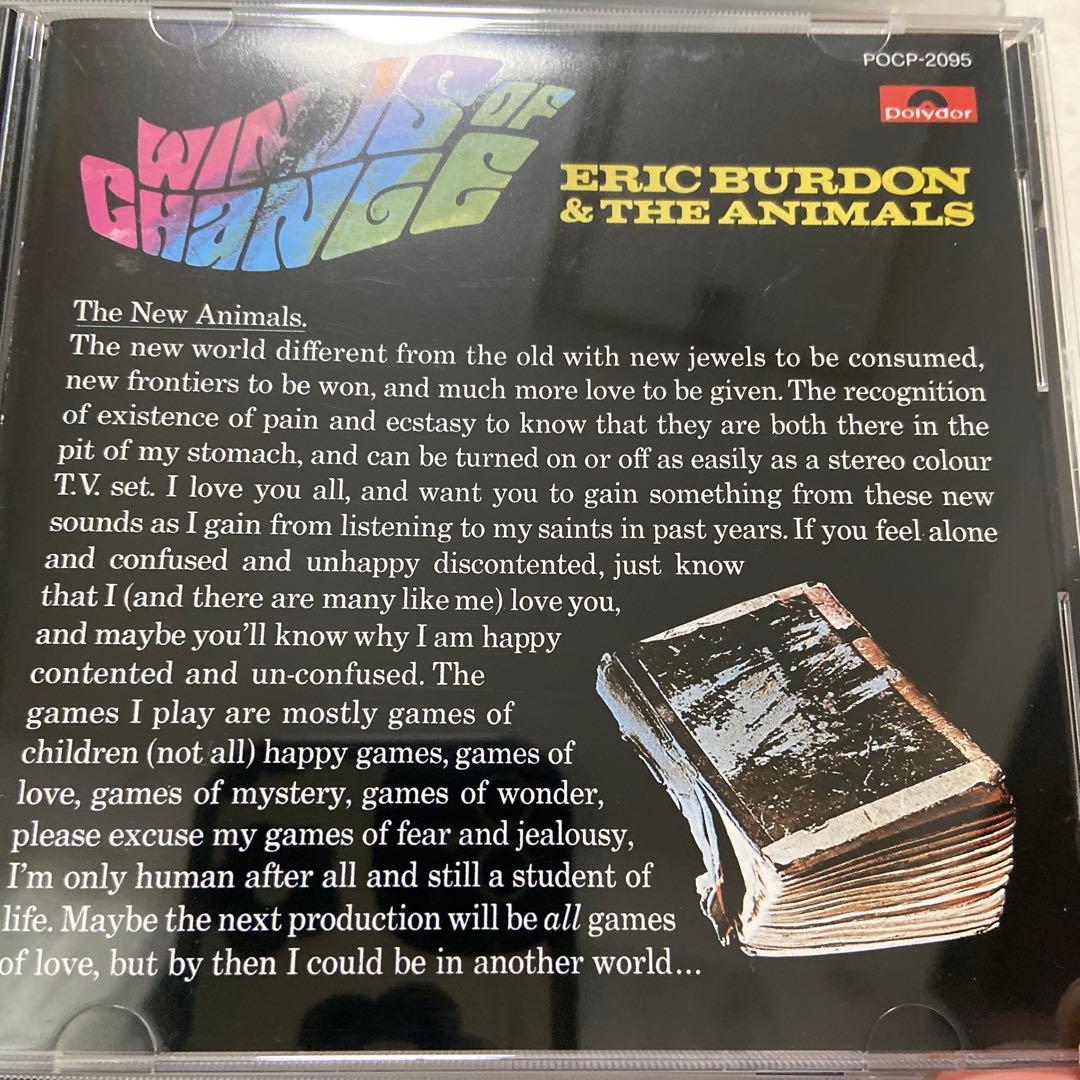 POCP-2095
polydor
WINDS OF
CHANGE
ERIC BURDON
& THE ANIMALS
The New Animals.
The new world different from the old with new jewels to be consumed,
new frontiers to be won, and much more love to be given. The recognition
of existence of pain and ecstasy to know that they are both there in the
pit of my stomach, and can be turned on or off as easily as a stereo colour
T.V. set. I love you all, and want you to gain something from these new
sounds as I gain from listening to my saints in past years. If you feel alone
and confused and unhappy discontented, just know
that I (and there are many like me) love you,
and maybe you'll know why I am happy
contented and un-confused. The
games I play are mostly games of
children (not all) happy games, games of
love, games of mystery, games of wonder,
please excuse my games of fear and jealousy,
I'm only human after all and still a student of
life. Maybe the next production will be all games
of love, but by then I could be in another world...